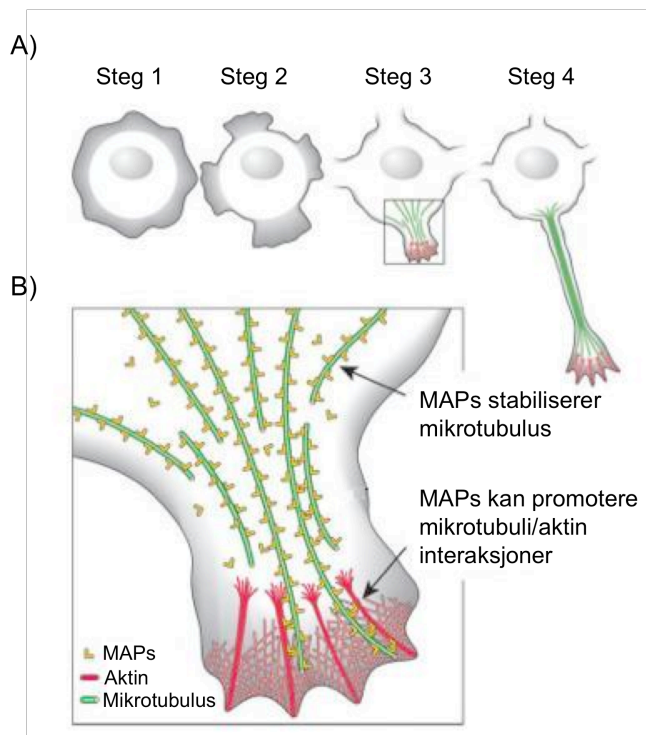 A)
Steg 1
Steg 2
Steg 3
Steg 4
B)
MAPs stabiliserer
mikrotubulus
MAPs kan promotere
mikrotubuli/aktin
interaksjoner
MAPs
Aktin
Mikrotubulus